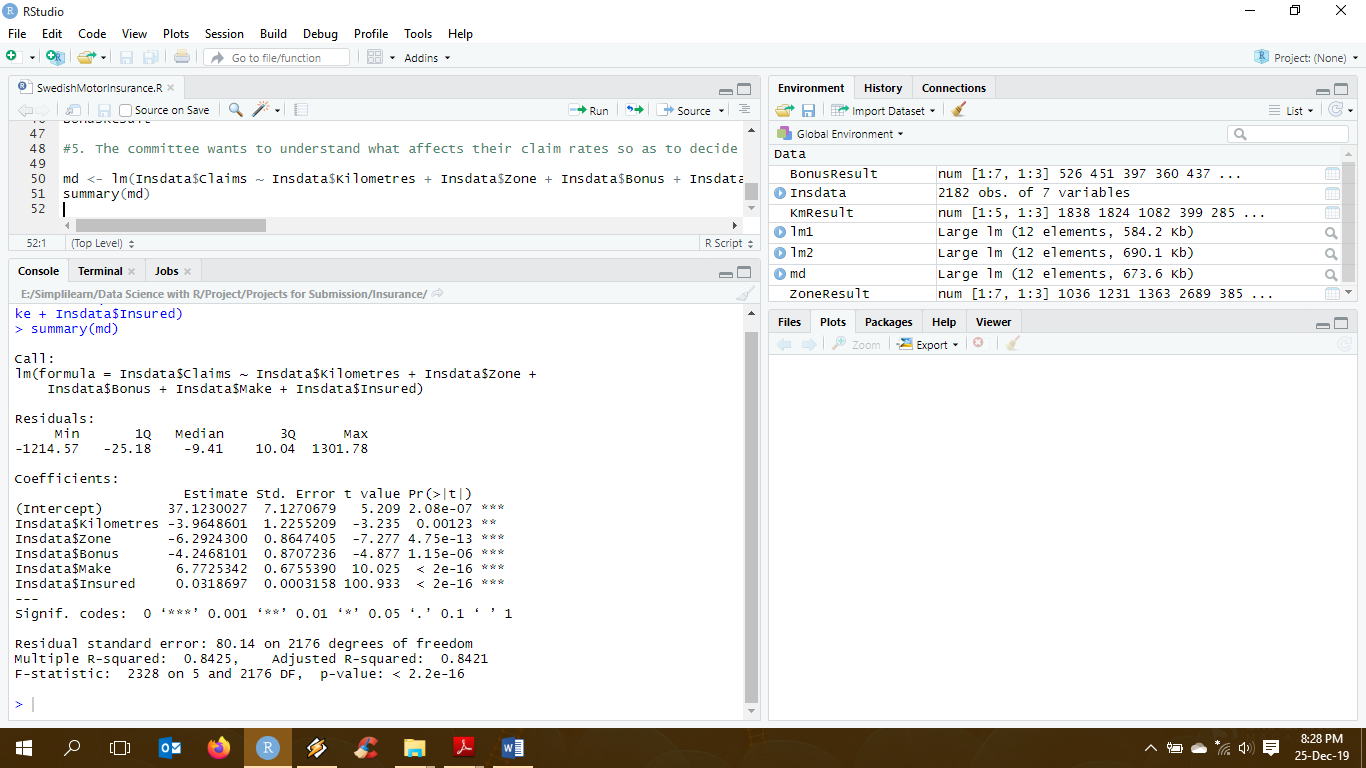 RStudio
File Edit Code View Plots Session Build Debug Profile Tools Help
Go to file/function Addins Project: (None)
SwedishMotorInsurance.R
Source on Save Run Source
47
48 #5. The committee wants to understand what affects their claim rates so as to decide
49
50 md <- lm(Insdata$Claims ~ Insdata$Kilometres + Insdata$Zone + Insdata$Bonus + Insdata
51 summary(md)
52
52:1 (Top Level) R Script
Console Terminal Jobs
E:/Simplilearn/Data Science with R/Project/Projects for Submission/Insurance/
ke + Insdata$Insured)
> summary(md)
Call:
lm(formula = Insdata$Claims ~ Insdata$Kilometres + Insdata$Zone +
Insdata$Bonus + Insdata$Make + Insdata$Insured)
Residuals:
Min 1Q Median 3Q Max
-1214.57 -25.18 -9.41 10.04 1301.78
Coefficients:
Estimate Std. Error t value Pr(>|t|)
(Intercept) 37.1230027 7.1270679 5.209 2.08e-07 ***
Insdata$Kilometres -3.9648601 1.2255209 -3.235 0.00123 **
Insdata$Zone -6.2924300 0.8647405 -7.277 4.75e-13 ***
Insdata$Bonus -4.2468101 0.8707236 -4.877 1.15e-06 ***
Insdata$Make 6.7725342 0.6755390 10.025 < 2e-16 ***
Insdata$Insured 0.0318697 0.0003158 100.933 < 2e-16 ***
---
Signif. codes: 0 ‘***’ 0.001 ‘**’ 0.01 ‘*’ 0.05 ‘.’ 0.1 ‘ ’ 1
Residual standard error: 80.14 on 2176 degrees of freedom
Multiple R-squared: 0.8425, Adjusted R-squared: 0.8421
F-statistic: 2328 on 5 and 2176 DF, p-value: < 2.2e-16
>
Environment History Connections
Import Dataset List
Global Environment
Data
BonusResult num [1:7, 1:3] 526 451 397 360 437 ...
Insdata 2182 obs. of 7 variables
KmResult num [1:5, 1:3] 1838 1824 1082 399 285 ...
lm1 Large lm (12 elements, 584.2 Kb)
lm2 Large lm (12 elements, 690.1 Kb)
md Large lm (12 elements, 673.6 Kb)
ZoneResult num [1:7, 1:3] 1036 1231 1363 2689 385 ...
Files Plots Packages Help Viewer
Zoom Export
8:28 PM
25-Dec-19